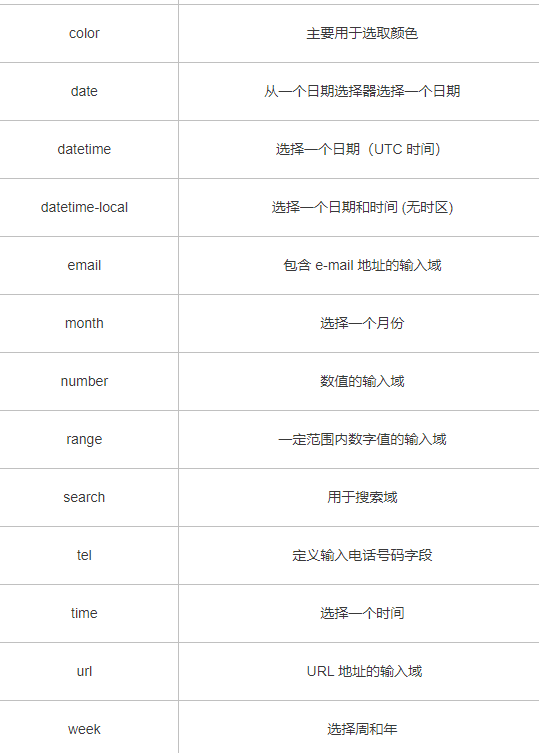 color 主要用于选取颜色
date 从一个日期选择器选择一个日期
datetime 选择一个日期（UTC 时间）
datetime-local 选择一个日期和时间 (无时区)
email 包含 e-mail 地址的输入域
month 选择一个月份
number 数值的输入域
range 一定范围内数字值的输入域
search 用于搜索域
tel 定义输入电话号码字段
time 选择一个时间
url URL 地址的输入域
week 选择周和年